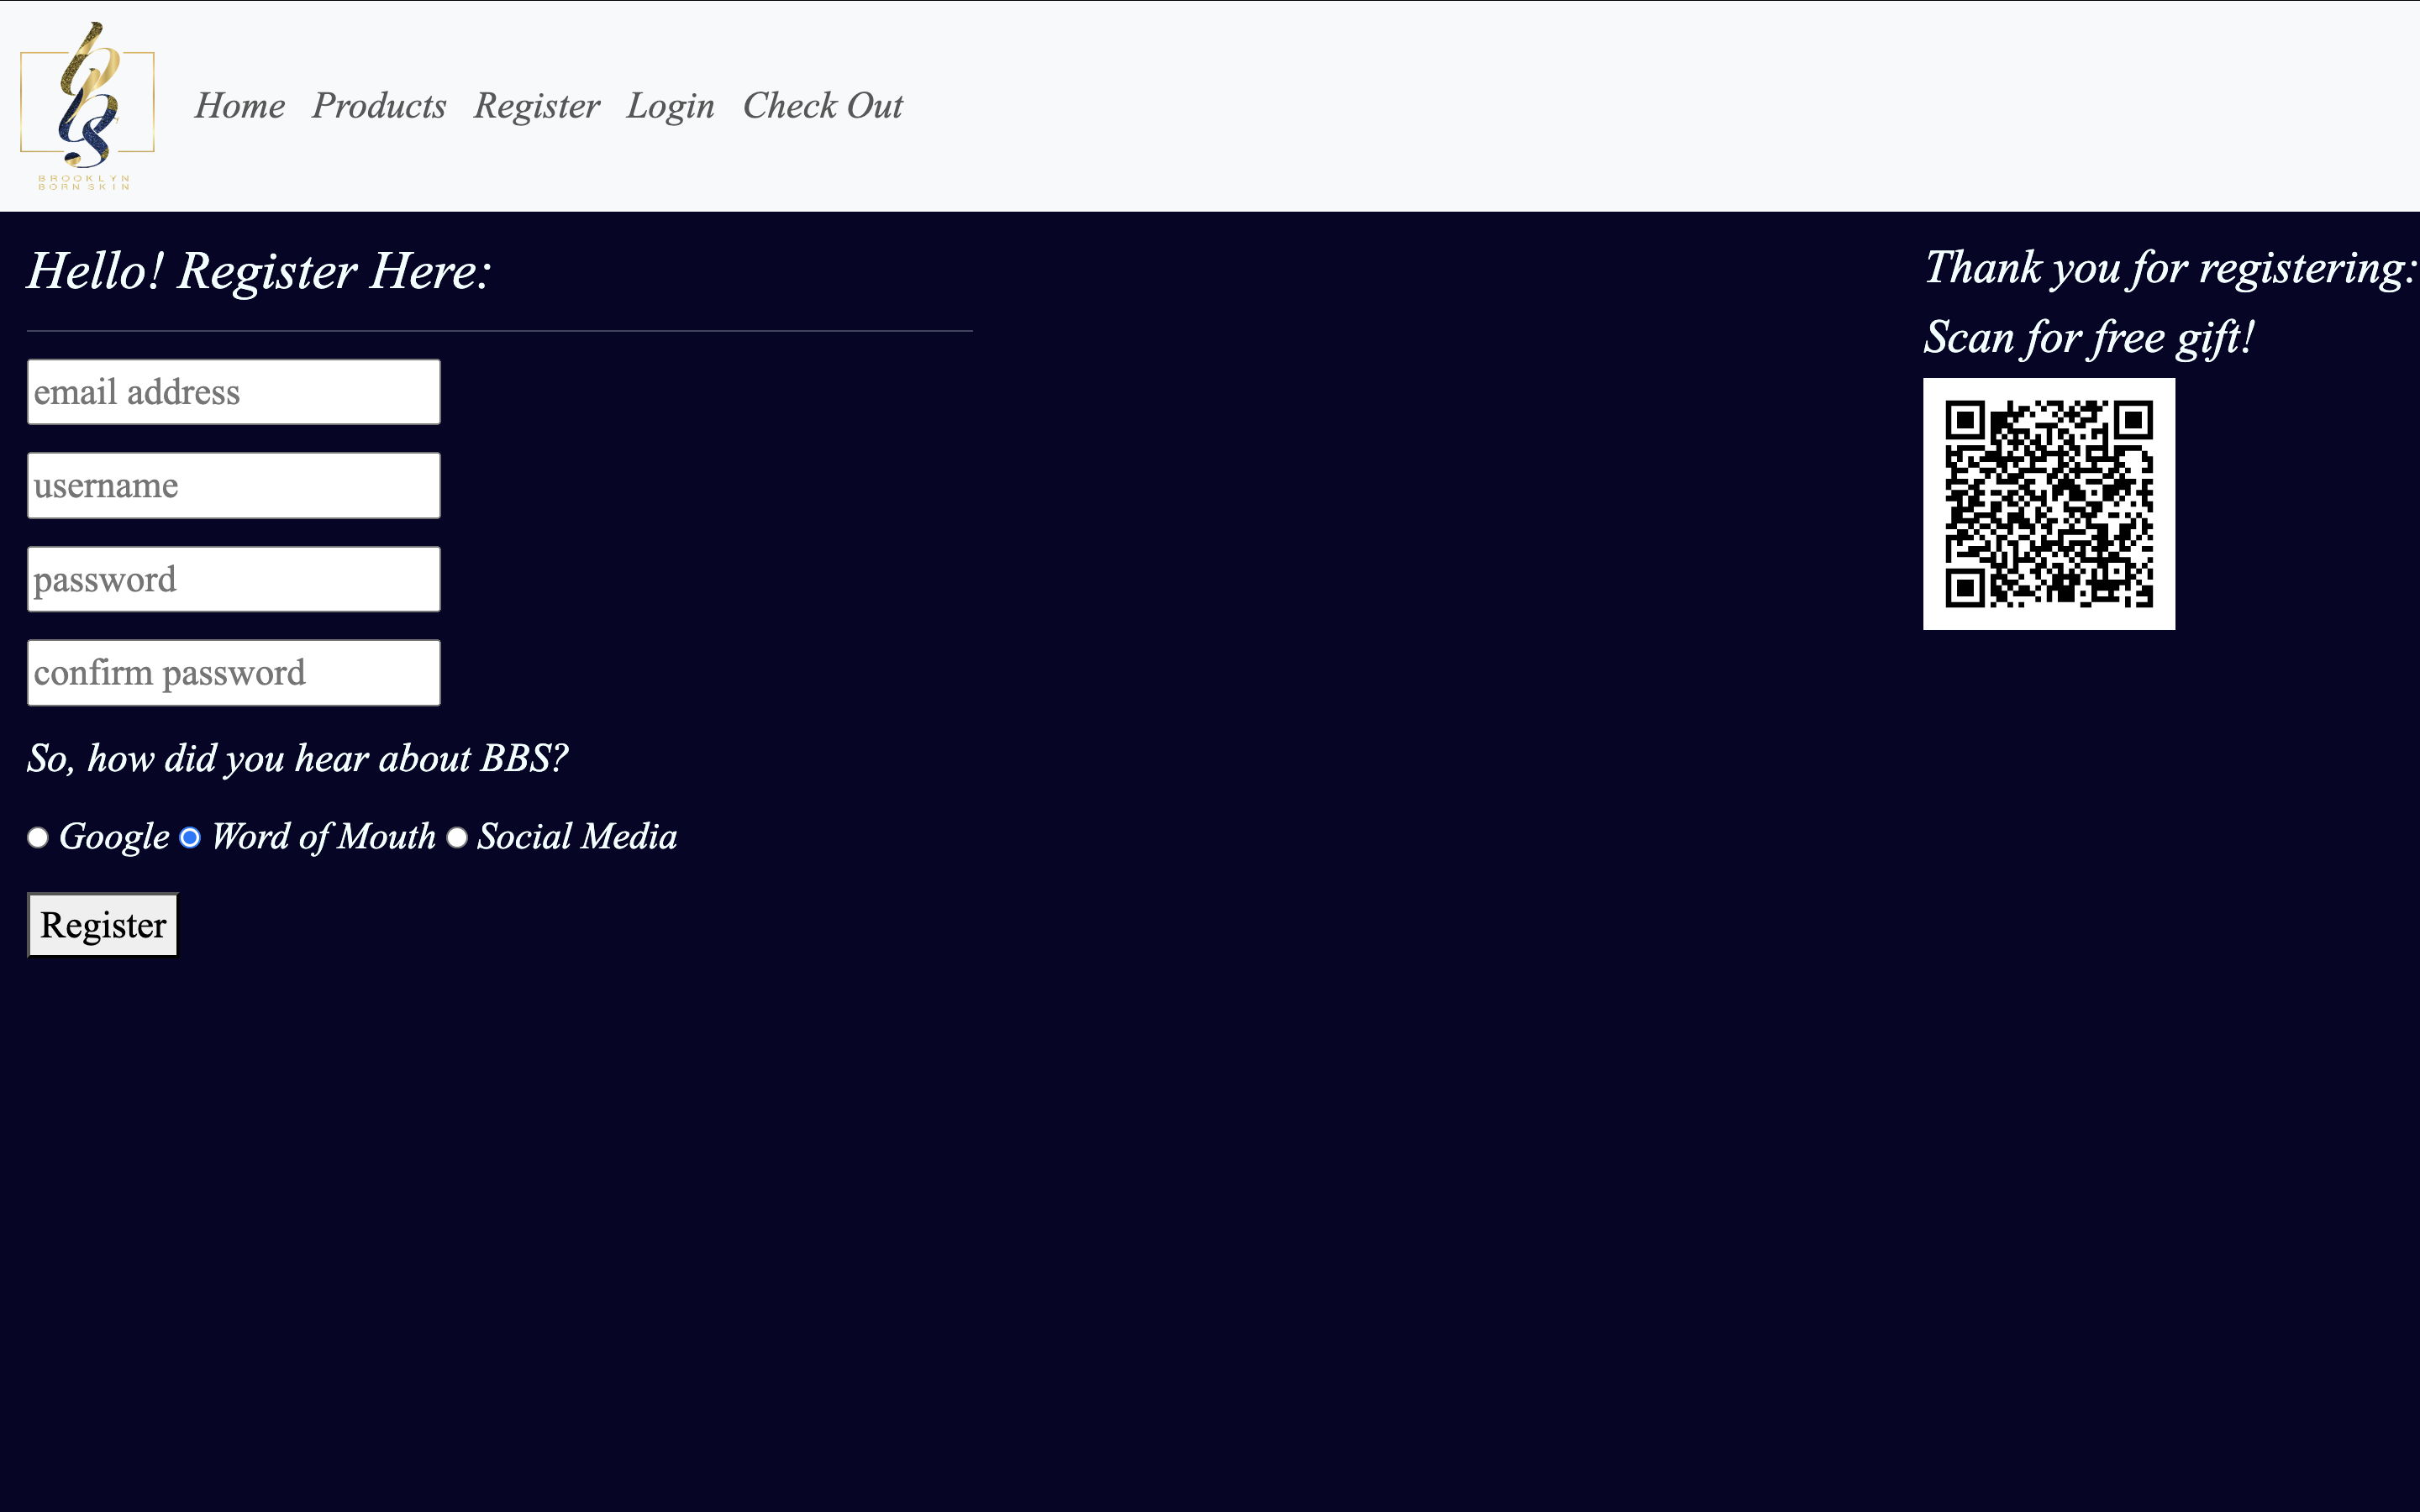 BROOKLYN
BORN SKIN
Home Products Register Login Check Out
Hello! Register Here:
email address
username
password
confirm password
So, how did you hear about BBS?
Google Word of Mouth Social Media
Register
Thank you for registering:
Scan for free gift!